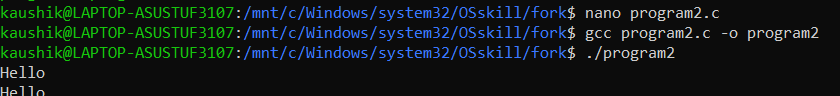 kaushik@LAPTOP-ASUSTUF3107:/mnt/c/Windows/system32/OSskill/fork$ nano program2.c
kaushik@LAPTOP-ASUSTUF3107:/mnt/c/Windows/system32/OSskill/fork$ gcc program2.c -o program2
kaushik@LAPTOP-ASUSTUF3107:/mnt/c/Windows/system32/OSskill/fork$ ./program2
Hello
Hello